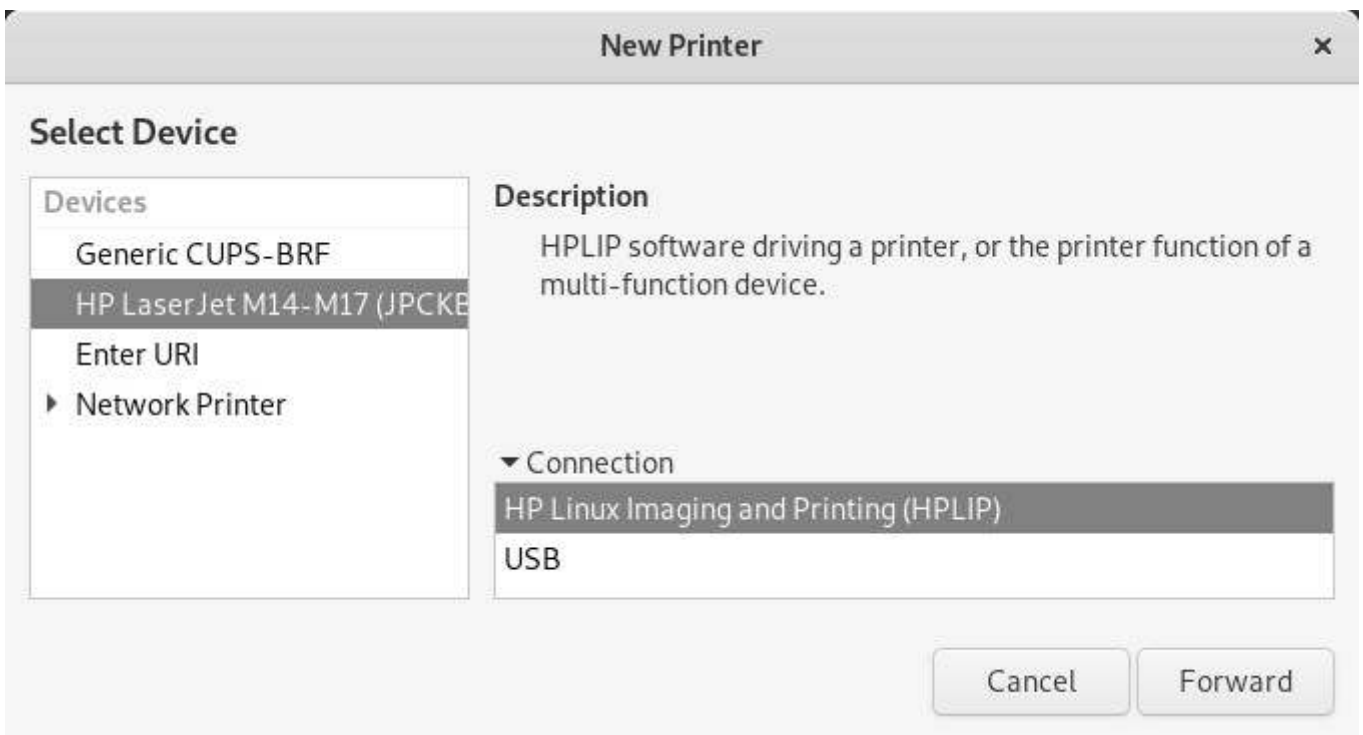 New Printer
Select Device
Devices
Generic CUPS-BRF
HP LaserJet M14-M17 (JPCKB
Enter URI
Network Printer
Description
HPLIP software driving a printer, or the printer function of a
multi-function device.
Connection
HP Linux Imaging and Printing (HPLIP)
USB
Cancel
Forward